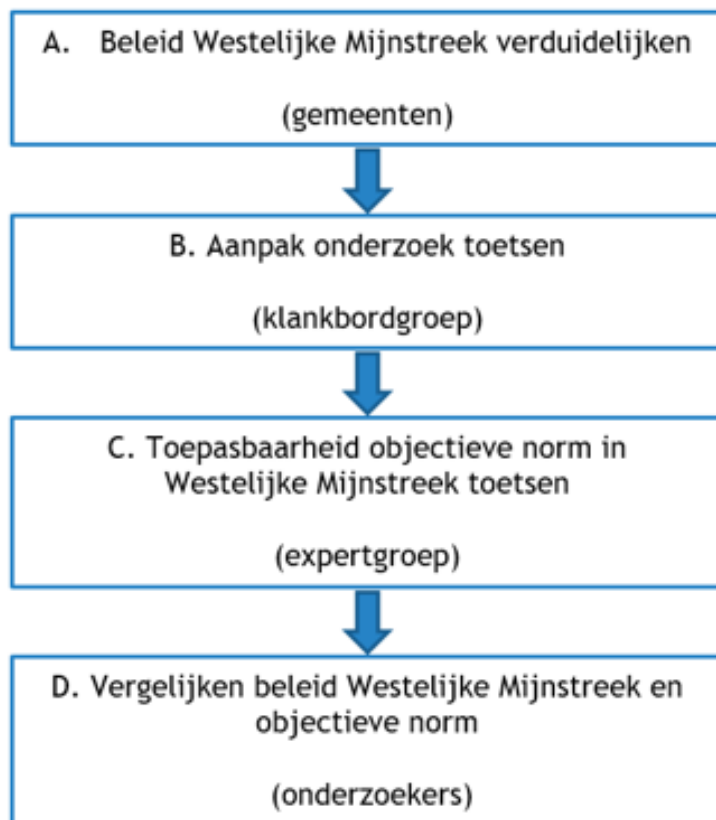 A. Beleid Westelijke Mijnstreek verduidelijken
(gemeenten)
B. Aanpak onderzoek toetsen
(klankbordgroep)
C. Toepasbaarheid objectieve norm in
Westelijke Mijnstreek toetsen
(expertgroep)
D. Vergelijken beleid Westelijke Mijnstreek en
objectieve norm
(onderzoekers)